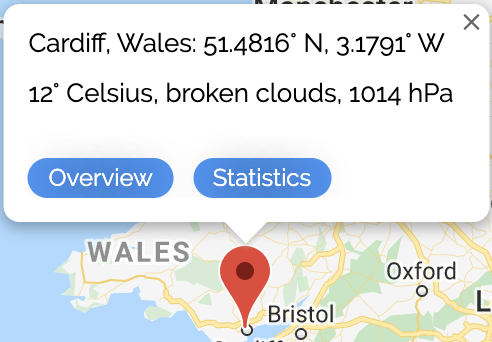 Cardiff, Wales: 51.4816° N, 3.1791° W
12° Celsius, broken clouds, 1014 hPa
Overview Statistics
WALES
Oxford
Bristol